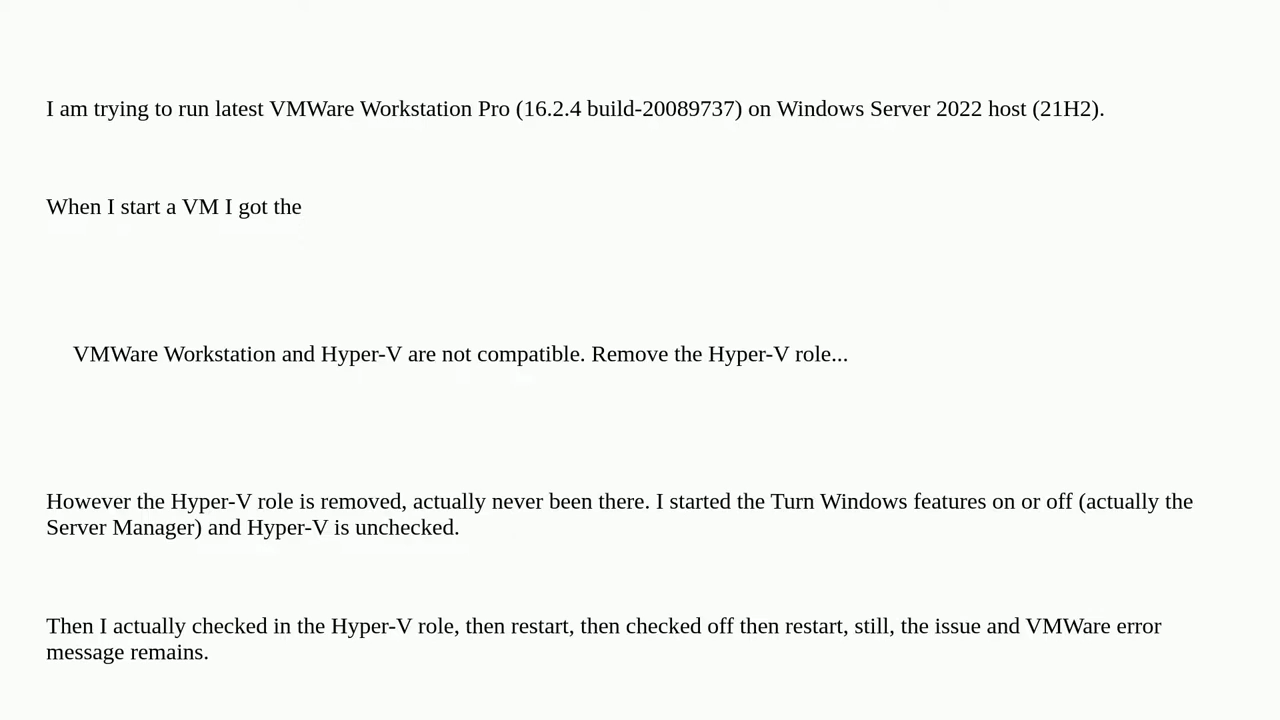 I am trying to run latest VMWare Workstation Pro (16.2.4 build-20089737) on Windows Server 2022 host (21H2).
When I start a VM I got the
VMWare Workstation and Hyper-V are not compatible. Remove the Hyper-V role...
However the Hyper-V role is removed, actually never been there. I started the Turn Windows features on or off (actually the
Server Manager) and Hyper-V is unchecked.
Then I actually checked in the Hyper-V role, then restart, then checked off then restart, still, the issue and VMWare error
message remains.